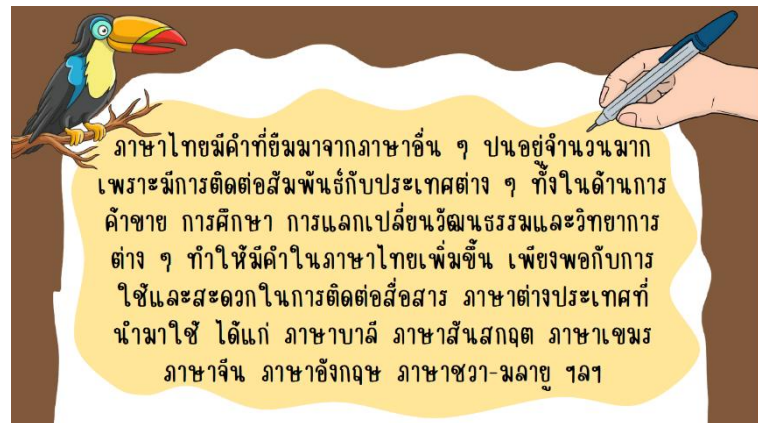 ภาษาไทยมีคำที่ยืมมาจากภาษาอื่น ๆ ปนอยู่จำนวนมาก
เพราะมีการติดต่อสัมพันธ์กับประเทศต่าง ๆ ทั้งในด้านการ
ค้าขาย การศึกษา การแลกเปลี่ยนวัฒนธรรมและวิทยาการ
ต่าง ๆ ทำให้มีคำในภาษาไทยเพิ่มขึ้น เพียงพอกับการ
ใช้และสะดวกในการติดต่อสื่อสาร ภาษาต่างประเทศที่
นำมาใช้ ได้แก่ ภาษาบาลี ภาษาสันสกฤต ภาษาเขมร
ภาษาจีน ภาษาอังกฤษ ภาษาชวา-มลายู ฯลฯ